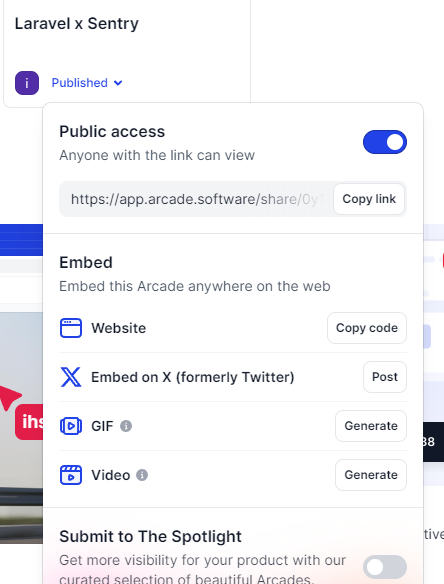 Laravel x Sentry
i
Published
Public access
Anyone with the link can view
https://app.arcade.software/share/0y
Copy link
Embed
Embed this Arcade anywhere on the web
Website
Copy code
Embed on X (formerly Twitter)
Post
GIF
Generate
ihs
38
Video
Generate
Submit to The Spotlight
Get more visibility for your product with our
curated selection of beautiful Arcades.
tive